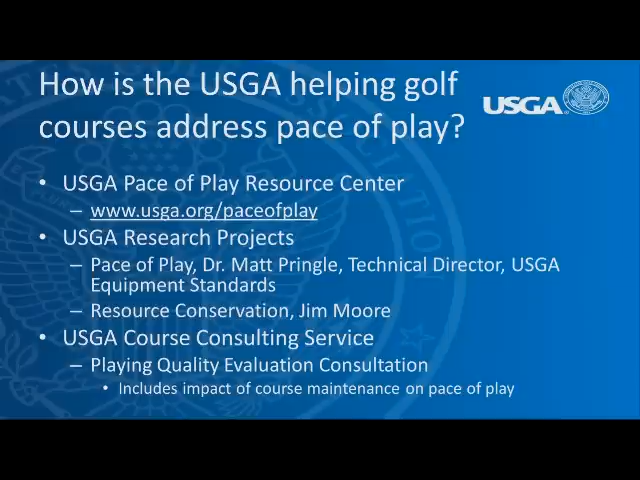 How is the USGA helping golf
courses address pace of play?
USGA
• USGA Pace of Play Resource Center
– www.usga.org/paceofplay
• USGA Research Projects
– Pace of Play, Dr. Matt Pringle, Technical Director, USGA
Equipment Standards
– Resource Conservation, Jim Moore
• USGA Course Consulting Service
– Playing Quality Evaluation Consultation
• Includes impact of course maintenance on pace of play